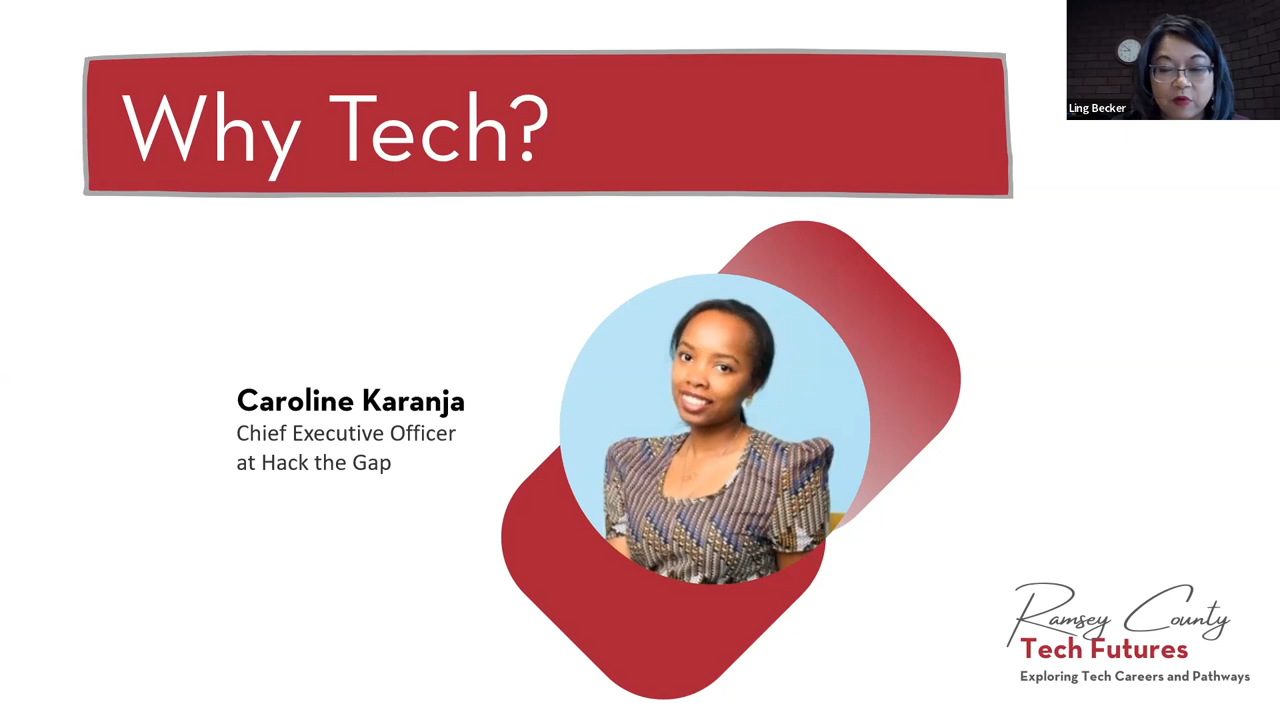 Why Tech?
Ling Becker
Caroline Karanja
Chief Executive Officer
at Hack the Gap
Ramsey County
Tech Futures
Exploring Tech Careers and Pathways